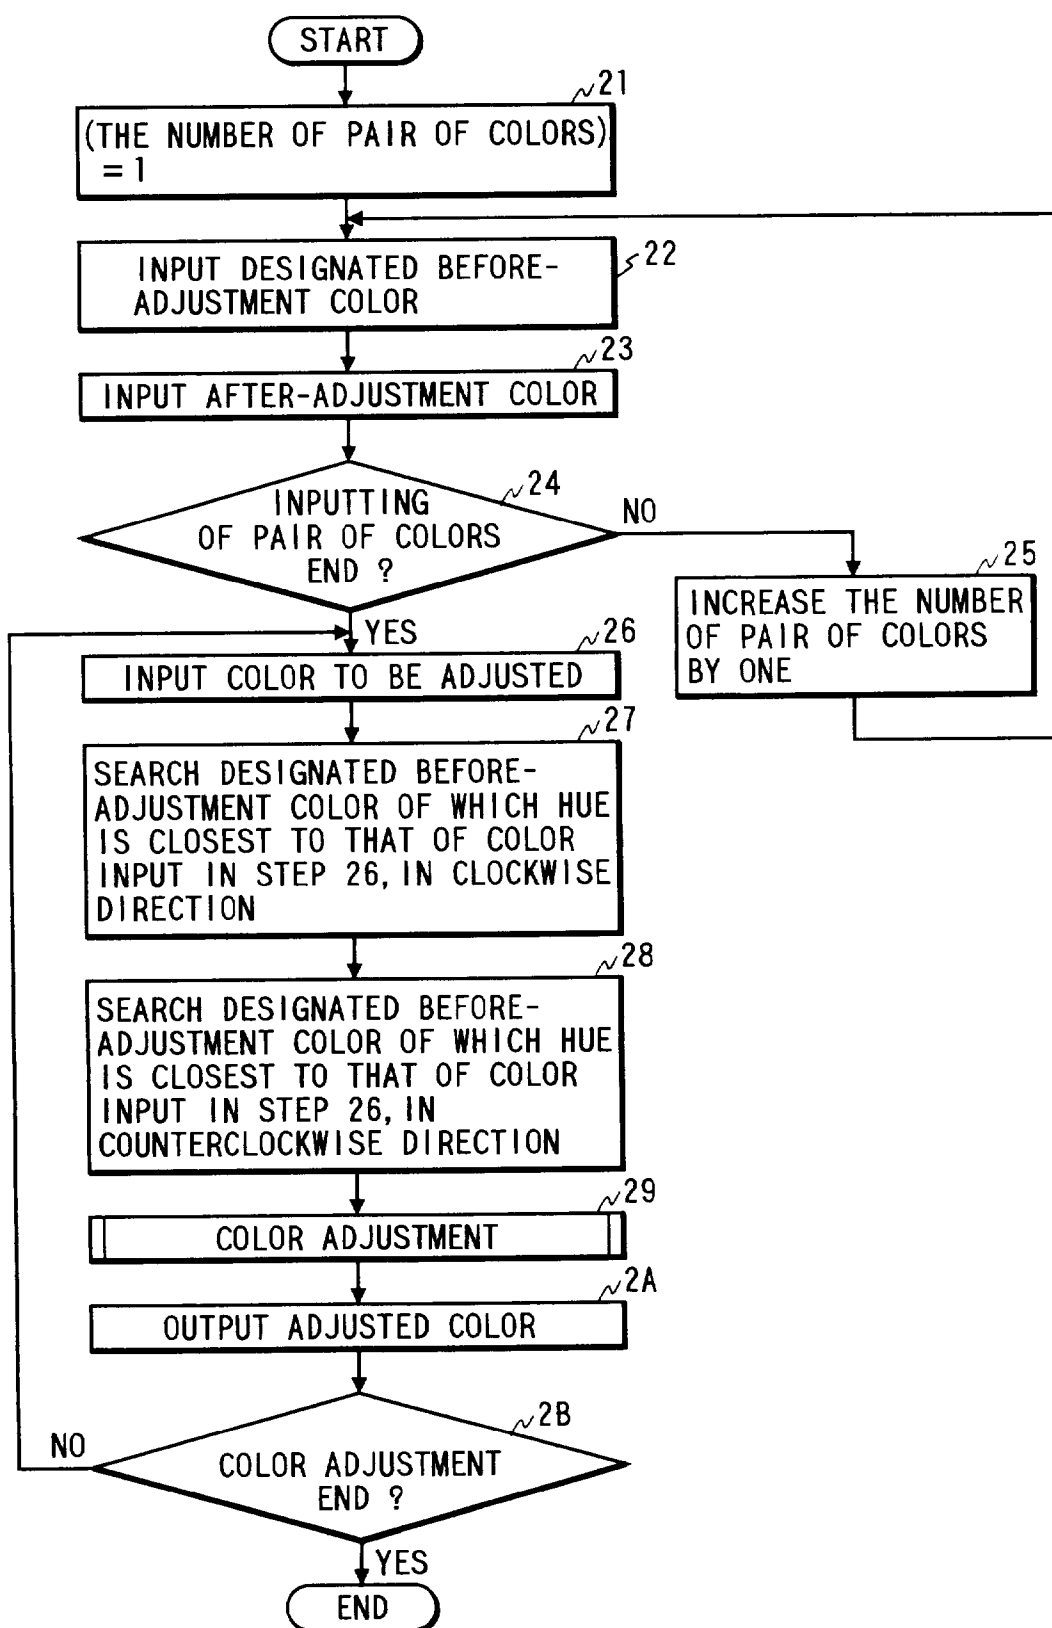 START
21
(THE NUMBER OF PAIR OF COLORS)
= 1
INPUT DESIGNATED BEFORE-
ADJUSTMENT COLOR
22
23
INPUT AFTER-ADJUSTMENT COLOR
24
INPUTTING
OF PAIR OF COLORS
END ?
NO
25
INCREASE THE NUMBER
OF PAIR OF COLORS
BY ONE
YES
26
INPUT COLOR TO BE ADJUSTED
27
SEARCH DESIGNATED BEFORE-
ADJUSTMENT COLOR OF WHICH HUE
IS CLOSEST TO THAT OF COLOR
INPUT IN STEP 26, IN CLOCKWISE
DIRECTION
28
SEARCH DESIGNATED BEFORE-
ADJUSTMENT COLOR OF WHICH HUE
IS CLOSEST TO THAT OF COLOR
INPUT IN STEP 26, IN
COUNTERCLOCKWISE DIRECTION
29
COLOR ADJUSTMENT
2A
OUTPUT ADJUSTED COLOR
2B
COLOR ADJUSTMENT
END ?
NO
YES
END